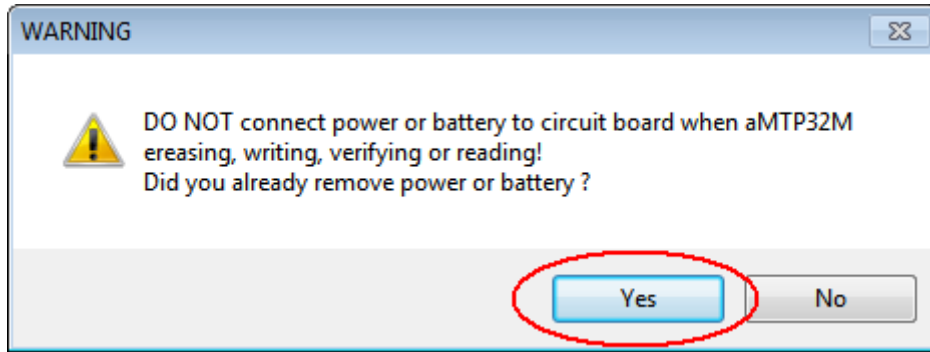 WARNING
DO NOT connect power or battery to circuit board when aMTP32M
ereasing, writing, verifying or reading!
Did you already remove power or battery ?
Yes No